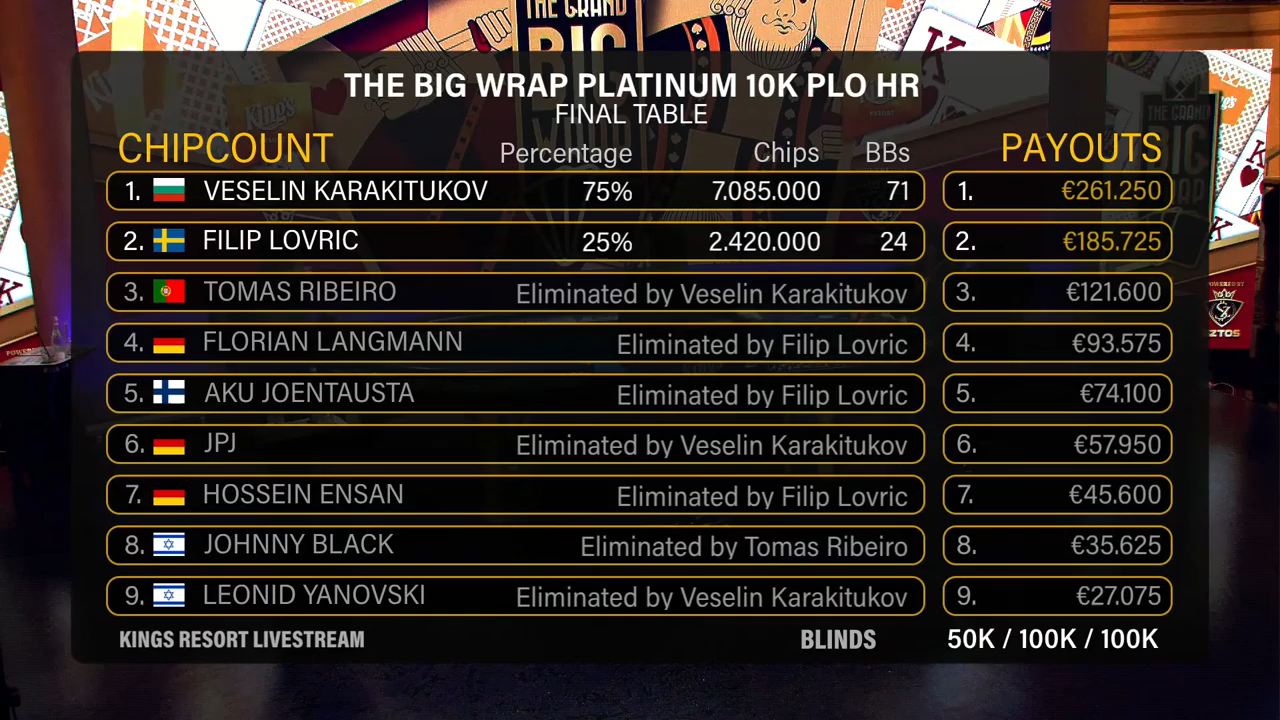 THE GRAND
BIG
THE BIG WRAP PLATINUM 10K PLO HR
FINAL TABLE
CHIPCOUNT Percentage Chips BBs PAYOUTS
1. VESELIN KARAKITUKOV 75% 7.085.000 71 1. €261.250
2. FILIP LOVRIC 25% 2.420.000 24 2. €185.725
3. TOMAS RIBEIRO Eliminated by Veselin Karakitukov 3. €121.600
4. FLORIAN LANGMANN Eliminated by Filip Lovric 4. €93.575
5. AKU JOENTAUSTA Eliminated by Filip Lovric 5. €74.100
6. JPJ Eliminated by Veselin Karakitukov 6. €57.950
7. HOSSEIN ENSAN Eliminated by Filip Lovric 7. €45.600
8. JOHNNY BLACK Eliminated by Tomas Ribeiro 8. €35.625
9. LEONID YANOVSKI Eliminated by Veselin Karakitukov 9. €27.075
KINGS RESORT LIVESTREAM BLINDS 50K / 100K / 100K